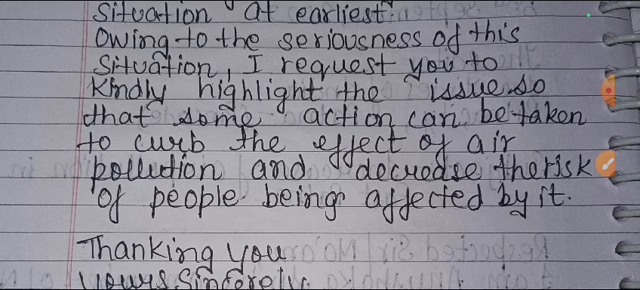 situation at earliest.
Owing to the seriousness of this
situation, I request you to
kindly highlight the issue so
that some action can be taken
to curb the effect of air
pollution and decrease the risk
of people being affected by it.
Thanking you
Yours Sincerely